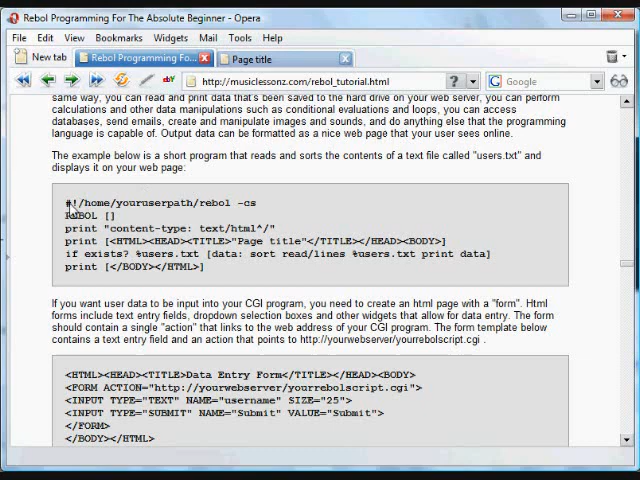 Rebol Programming For The Absolute Beginner - Opera
File Edit View Bookmarks Widgets Mail Tools Help
New tab Rebol Programming Fo... Page title
ebY http://musiclessonz.com/rebol_tutorial.html ? Google
same way, you can read and print data that's been saved to the hard drive on your web server, you can perform
calculations and other data manipulations such as conditional evaluations and loops, you can access
databases, send emails, create and manipulate images and sounds, and do anything else that the programming
language is capable of. Output data can be formatted as a nice web page that your user sees online.
The example below is a short program that reads and sorts the contents of a text file called "users.txt" and
displays it on your web page:
#!/home/youruserpath/rebol -cs
REBOL []
print "content-type: text/html^/"
print [<HTML><HEAD><TITLE>"Page title"</TITLE></HEAD><BODY>]
if exists? %users.txt [data: sort read/lines %users.txt print data]
print [</BODY></HTML>]
If you want user data to be input into your CGI program, you need to create an html page with a "form". Html
forms include text entry fields, dropdown selection boxes and other widgets that allow for data entry. The form
should contain a single "action" that links to the web address of your CGI program. The form template below
contains a text entry field and an action that points to http://yourwebserver/yourrebolscript.cgi .
<HTML><HEAD><TITLE>Data Entry Form</TITLE></HEAD><BODY>
<FORM ACTION="http://yourwebserver/yourrebolscript.cgi">
<INPUT TYPE="TEXT" NAME="username" SIZE="25">
<INPUT TYPE="SUBMIT" NAME="Submit" VALUE="Submit">
</FORM>
</BODY></HTML>